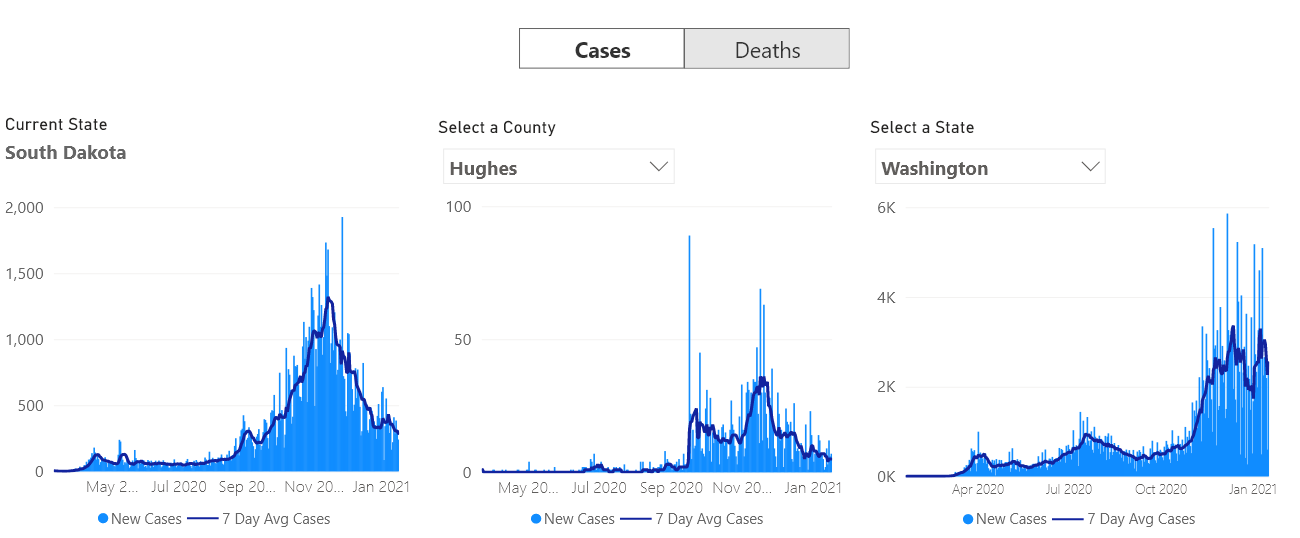 Cases
Deaths
Current State
South Dakota
2,000
1,500
1,000
500
0
May 2...
Jul 2020
Sep 20...
Nov 20...
Jan 2021
New Cases
7 Day Avg Cases
Select a County
Hughes
100
50
0
May 20...
Jul 2020
Sep 2020
Nov 20...
Jan 2021
New Cases
7 Day Avg Cases
Select a State
Washington
6K
4K
2K
0K
Apr 2020
Jul 2020
Oct 2020
Jan 2021
New Cases
7 Day Avg Cases